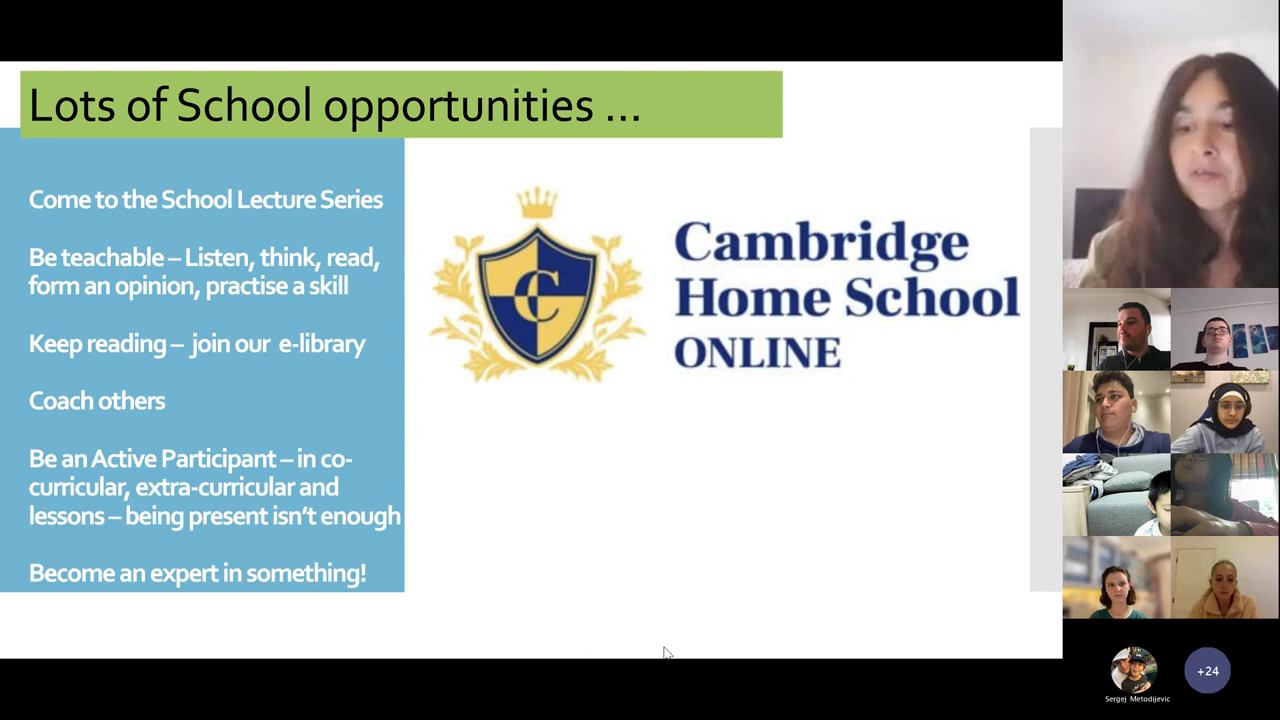 Lots of School opportunities ...
Come to the School Lecture Series
Be teachable – Listen, think, read,
form an opinion, practise a skill
Keep reading – join our e-library
Coach others
Be an Active Participant – in co-
curricular, extra-curricular and
lessons – being present isn't enough
Become an expert in something!
C
Cambridge
Home School
ONLINE
+24
Sergej Metodijevic